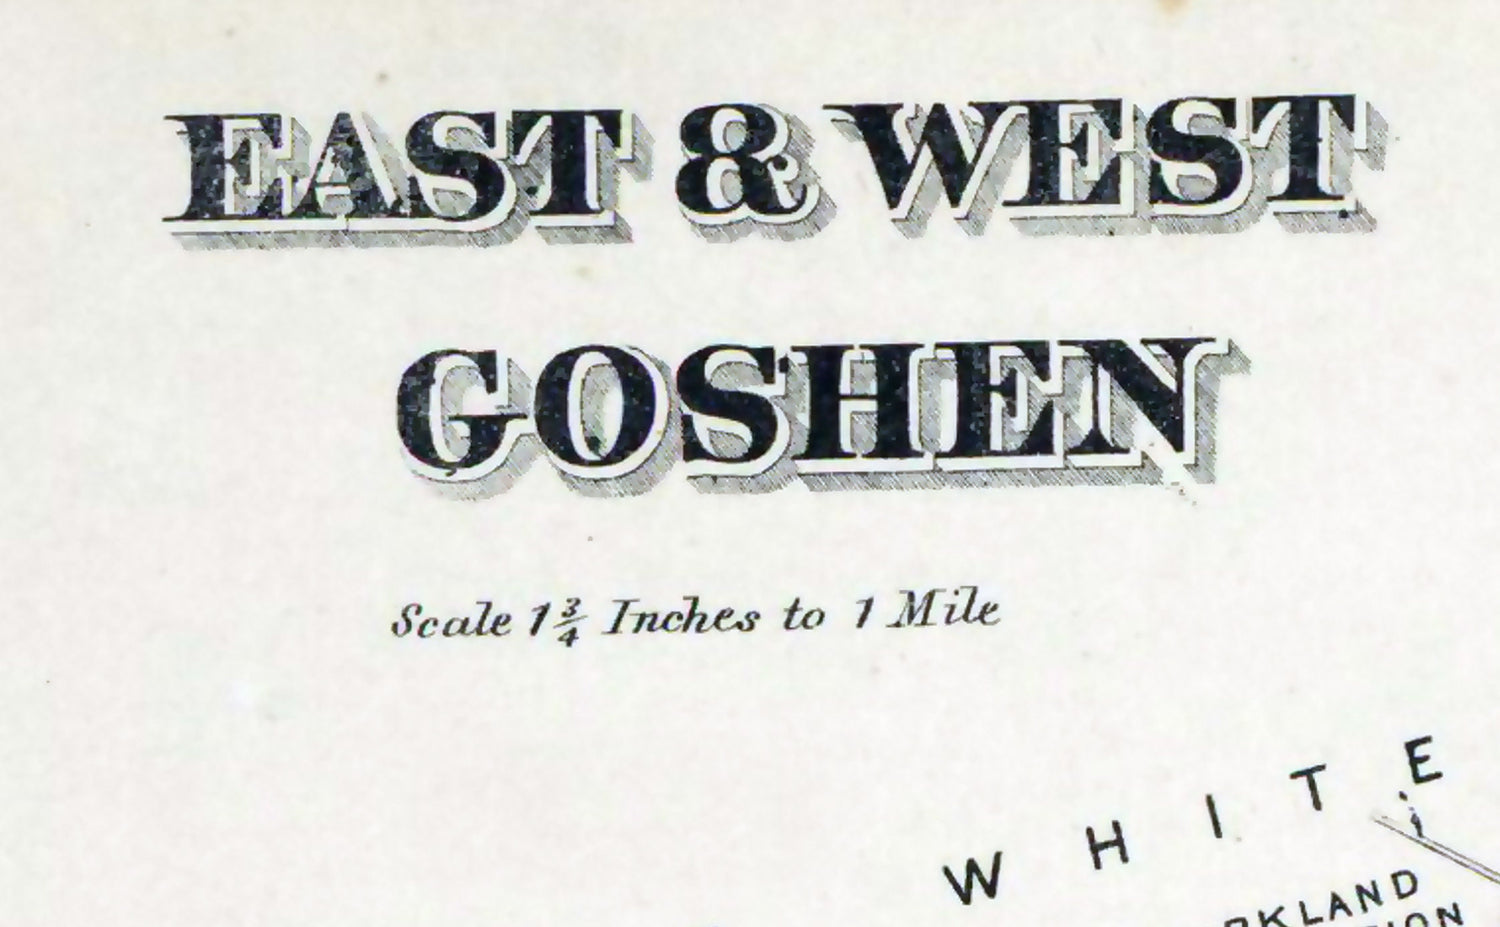 EAST & WEST
GOSHEN
Scale 1¾ Inches to 1 Mile
WHITE